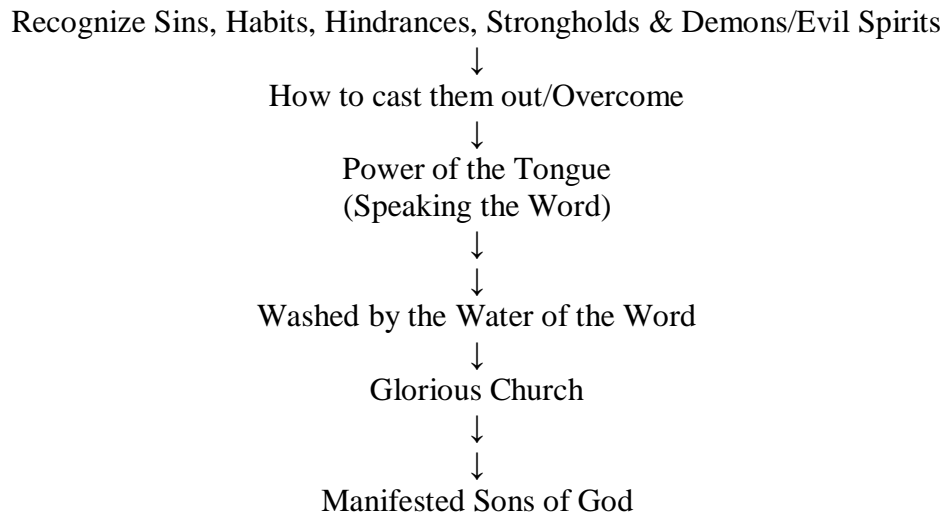 Recognize Sins, Habits, Hindrances, Strongholds & Demons/Evil Spirits
↓
How to cast them out/Overcome
↓
Power of the Tongue
(Speaking the Word)
↓
↓
Washed by the Water of the Word
↓
Glorious Church
↓
↓
Manifested Sons of God